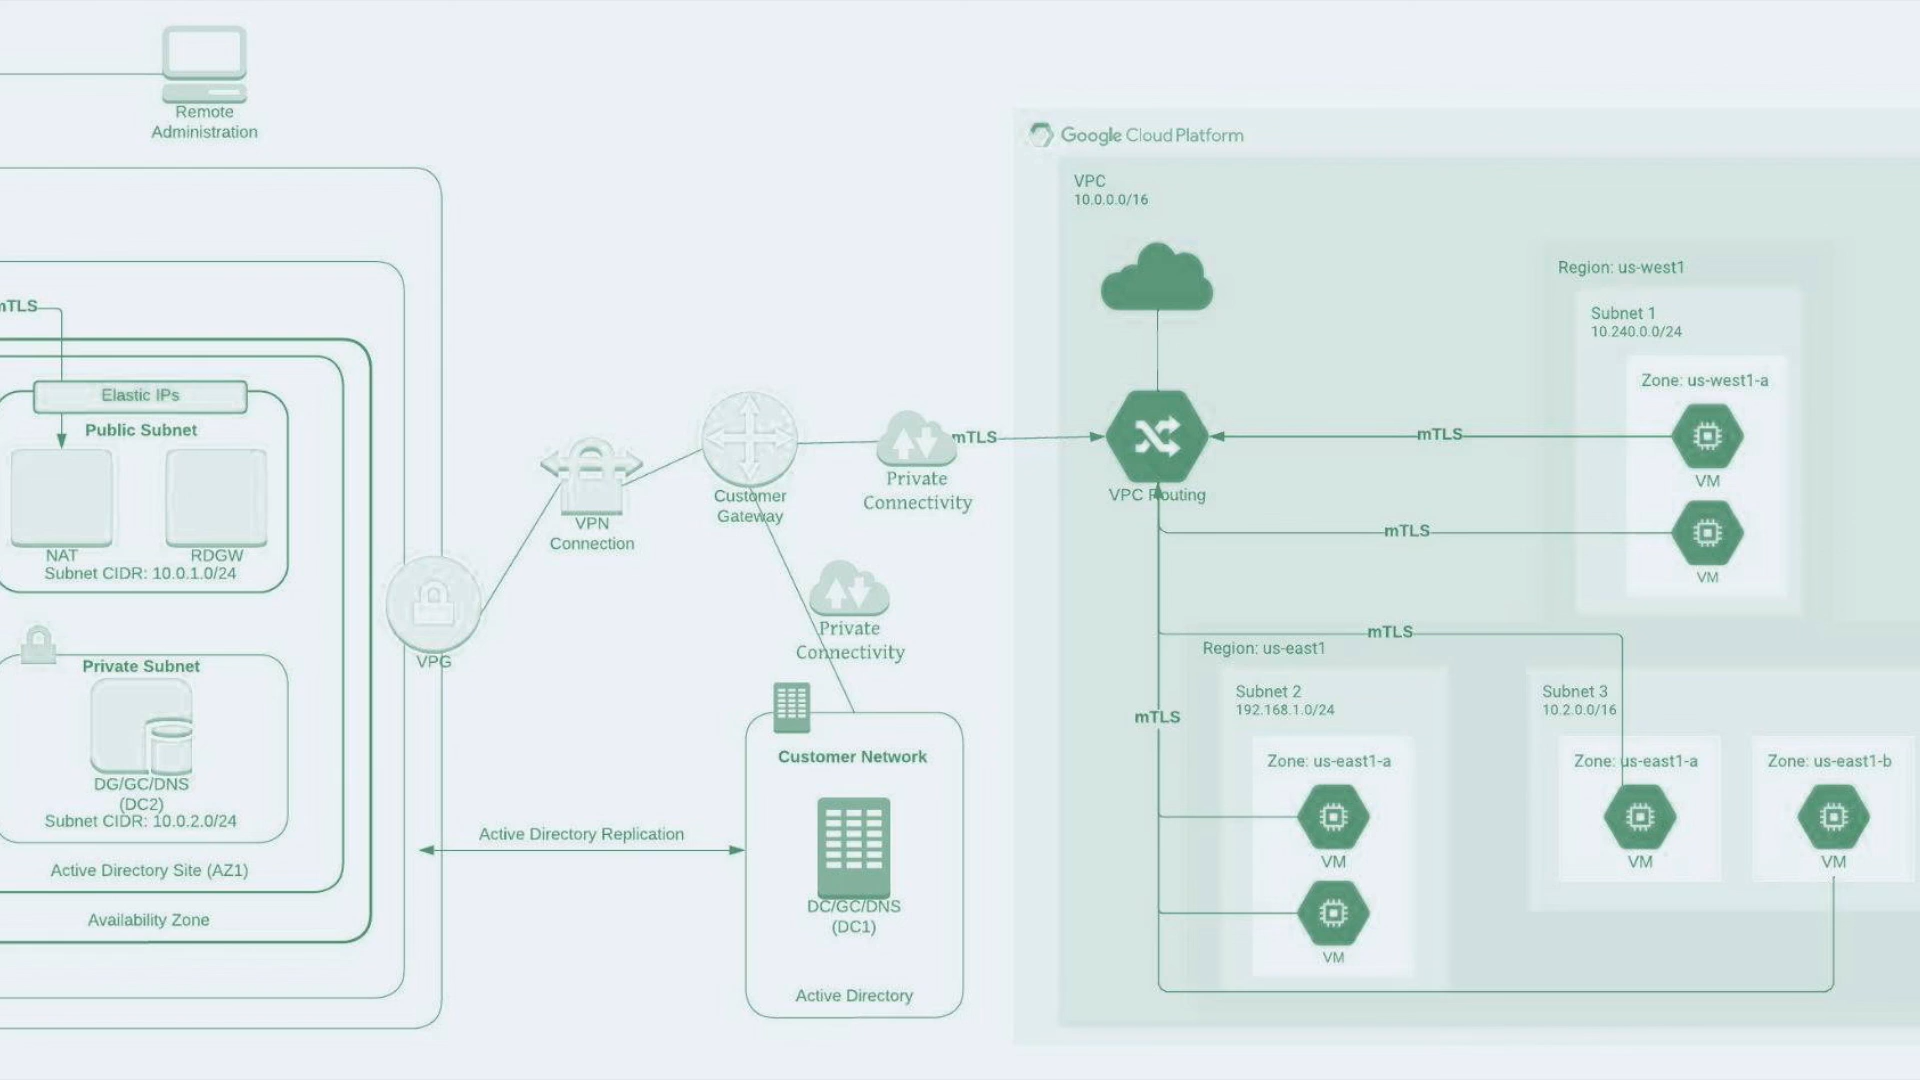 Remote
Administration
mTLS
Elastic IPs
Public Subnet
NAT
RDGW
Subnet CIDR: 10.0.1.0/24
Private Subnet
DG/GC/DNS
(DC2)
Subnet CIDR: 10.0.2.0/24
Active Directory Site (AZ1)
Availability Zone
VPG
VPN
Connection
Customer
Gateway
Private
Connectivity
mTLS
Private
Connectivity
Active Directory Replication
Customer Network
DC/GC/DNS
(DC1)
Active Directory
Google Cloud Platform
VPC
10.0.0.0/16
VPC Routing
Region: us-west1
Subnet 1
10.240.0.0/24
Zone: us-west1-a
mTLS
VM
mTLS
VM
mTLS
Region: us-east1
mTLS
Subnet 2
192.168.1.0/24
Zone: us-east1-a
VM
VM
Subnet 3
10.2.0.0/16
Zone: us-east1-a
VM
Zone: us-east1-b
VM